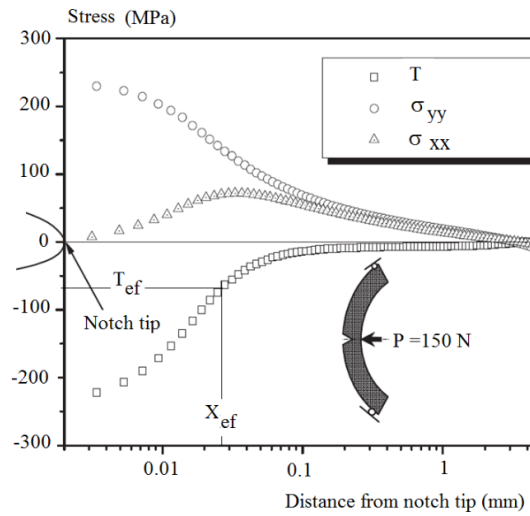 Stress (MPa)
300
200
100
0
-100
-200
-300
T
σ yy
σ xx
T ef
Notch tip
X ef
P =150 N
0.01
0.1
1
Distance from notch tip (mm)